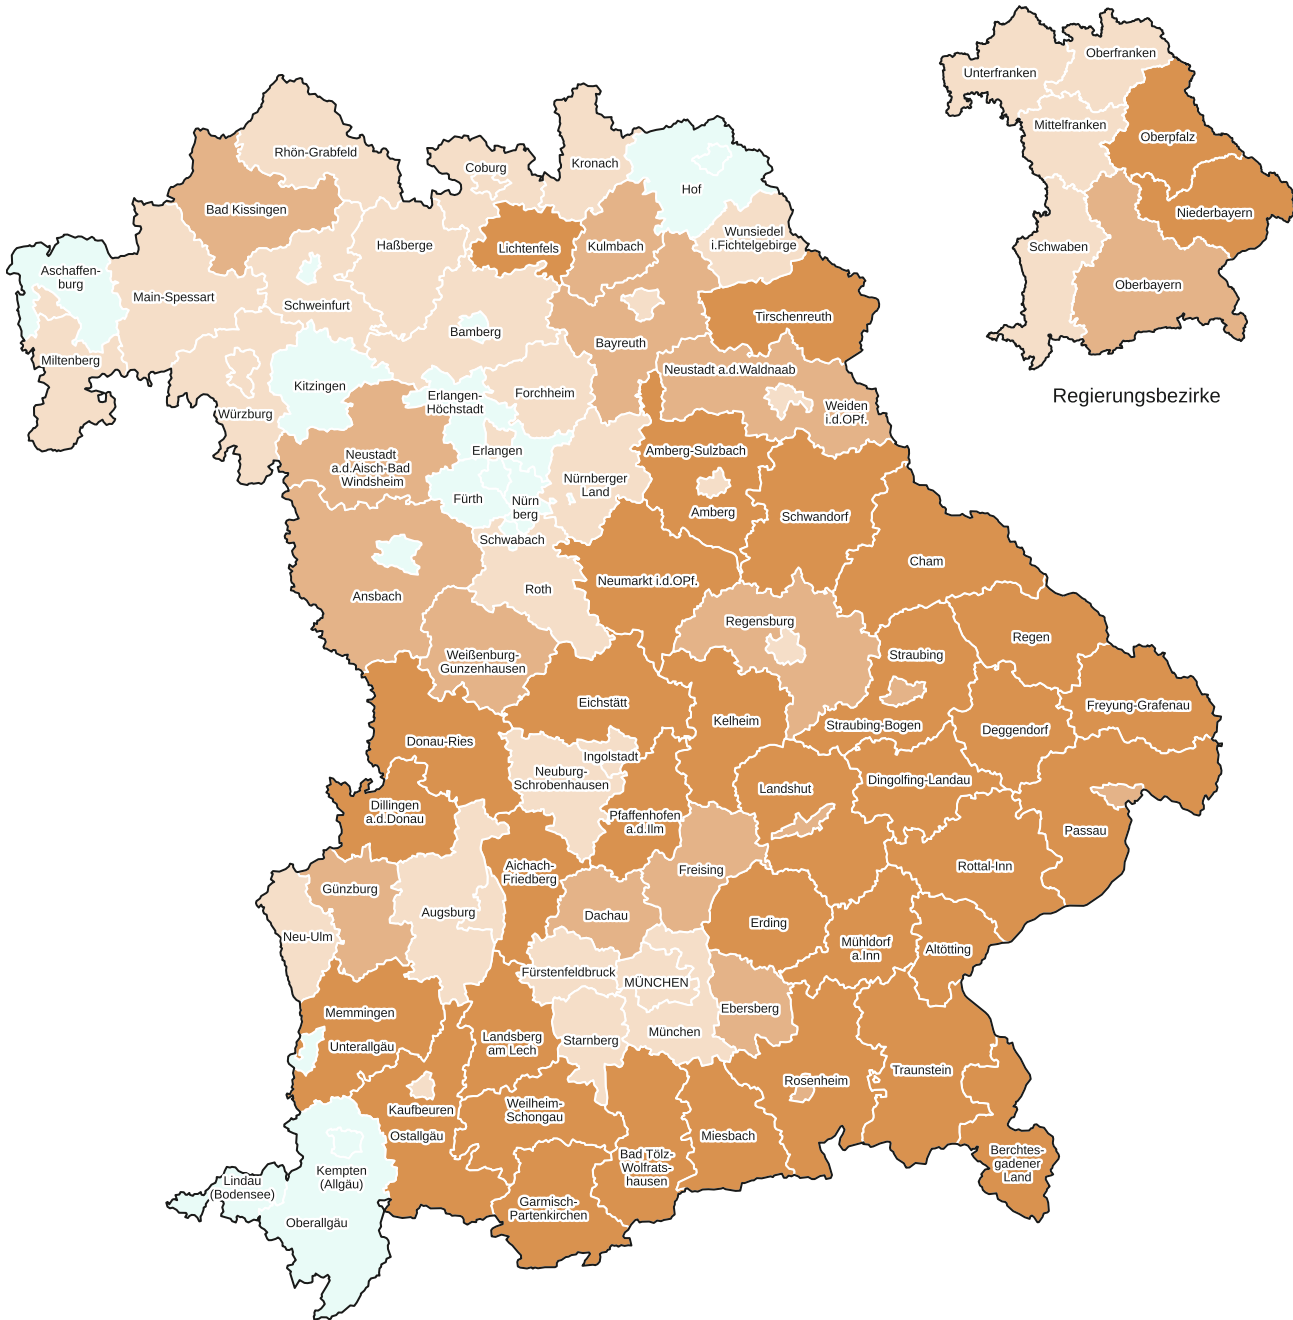 Oberfranken
Unterfranken
Mittelfranken
Oberpfalz
Niederbayern
Schwaben
Oberbayern
Regierungsbezirke
Rhön-Grabfeld
Coburg
Kronach
Hof
Bad Kissingen
Haßberge
Lichtenfels
Kulmbach
Wunsiedel
i.Fichtelgebirge
Aschaffen-
burg
Main-Spessart
Schweinfurt
Bamberg
Bayreuth
Tirschenreuth
Miltenberg
Kitzingen
Würzburg
Erlangen-
Höchstadt
Forchheim
Neustadt a.d.Waldnaab
Weiden
i.d.OPf.
Neustadt
a.d.Aisch-Bad
Windsheim
Erlangen
Fürth
Nürn
berg
Nürnberger
Land
Amberg-Sulzbach
Amberg
Schwandorf
Schwabach
Cham
Ansbach
Roth
Neumarkt i.d.OPf.
Regensburg
Regen
Weißenburg-
Gunzenhausen
Straubing
Eichstätt
Kelheim
Straubing-Bogen
Deggendorf
Freyung-Grafenau
Donau-Ries
Ingolstadt
Neuburg-
Schrobenhausen
Landshut
Dingolfing-Landau
Dillingen
a.d.Donau
Pfaffenhofen
a.d.Ilm
Passau
Aichach-
Friedberg
Freising
Rottal-Inn
Günzburg
Augsburg
Dachau
Erding
Neu-Ulm
Mühldorf
a.Inn
Altötting
Fürstenfeldbruck
MÜNCHEN
Ebersberg
Memmingen
Unterallgäu
Landsberg
am Lech
Starnberg
München
Rosenheim
Traunstein
Kaufbeuren
Ostallgäu
Weilheim-
Schongau
Bad Tölz-
Wolfrats-
hausen
Miesbach
Berchtes-
gadener
Land
Kempten
(Allgäu)
Lindau
(Bodensee)
Oberallgäu
Garmisch-
Partenkirchen